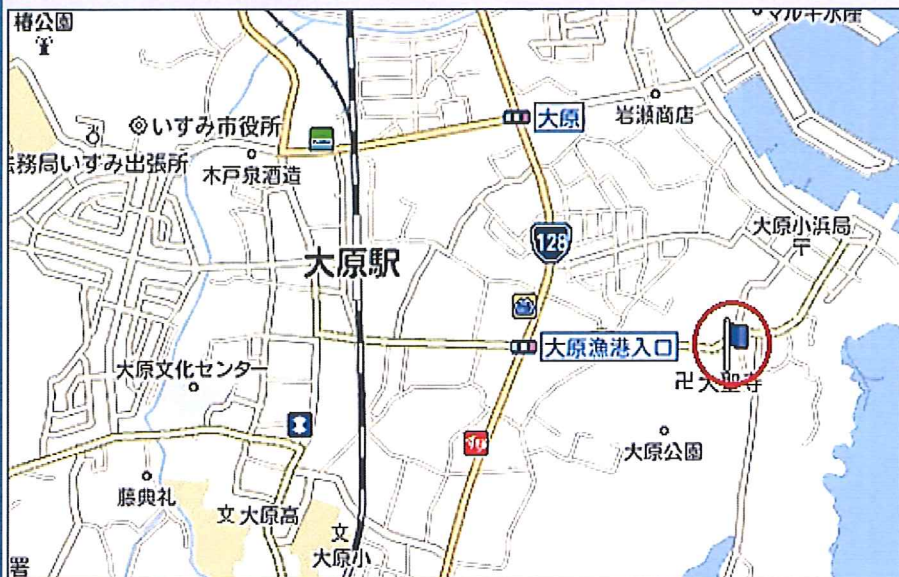 椿公園
マルキ水産
いすみ市役所
大原
岩瀬商店
務局いすみ出張所
木戸泉酒造
128
大原小浜局
大原駅
大原漁港入口
大原文化センター
卍大聖寺
大原公園
藤典礼
文大原高
文
大原小
署